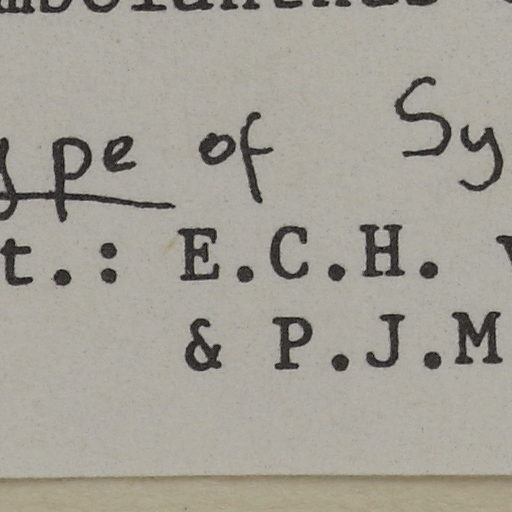 ype of Sy
t.: E.C.H.
& P.J.M